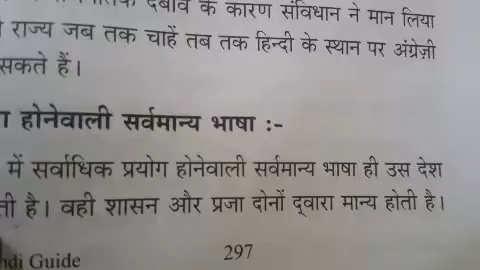 दबाव के कारण संविधान ने मान लिया
राज्य जब तक चाहें तब तक हिन्दी के स्थान पर अंग्रेज़ी
सकते हैं।
होनेवाली सर्वमान्य भाषा :-
में सर्वाधिक प्रयोग होनेवाली सर्वमान्य भाषा ही उस देश
है। वही शासन और प्रजा दोनों द्वारा मान्य होती है।
Guide 297